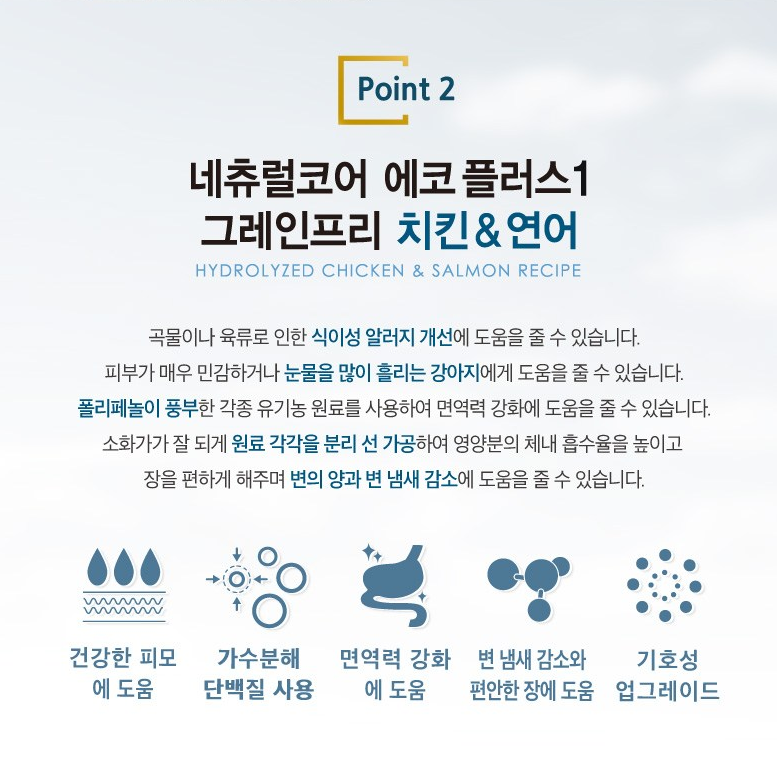 Point 2
네츄럴코어 에코 플러스1
그레인프리 치킨&연어
HYDROLYZED CHICKEN & SALMON RECIPE
곡물이나 육류로 인한 식이성 알러지 개선에 도움을 줄 수 있습니다.
피부가 매우 민감하거나 눈물을 많이 흘리는 강아지에게 도움을 줄 수 있습니다.
폴리페놀이 풍부한 각종 유기농 원료를 사용하여 면역력 강화에 도움을 줄 수 있습니다.
소화가가 잘 되게 원료 각각을 분리 선 가공하여 영양분의 체내 흡수율을 높이고
장을 편하게 해주며 변의 양과 변 냄새 감소에 도움을 줄 수 있습니다.
건강한 피모
에 도움
가수분해
단백질 사용
면역력 강화
에 도움
변 냄새 감소와
편안한 장에 도움
기호성
업그레이드